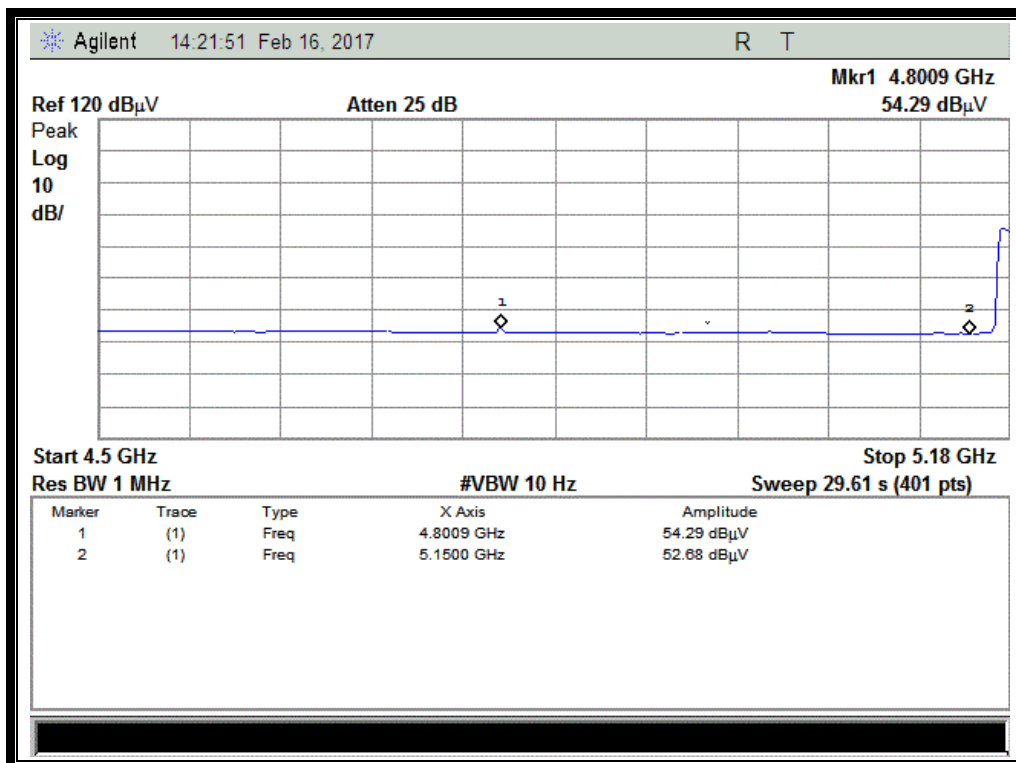 Agilent 14:21:51 Feb 16, 2017 R T
Mkr1 4.8009 GHz
Ref 120 dBµV Atten 25 dB 54.29 dBµV
Peak
Log
10
dB/
1
2
Start 4.5 GHz Stop 5.18 GHz
Res BW 1 MHz #VBW 10 Hz Sweep 29.61 s (401 pts)
Marker Trace Type X Axis Amplitude
1 (1) Freq 4.8009 GHz 54.29 dBµV
2 (1) Freq 5.1500 GHz 52.68 dBµV